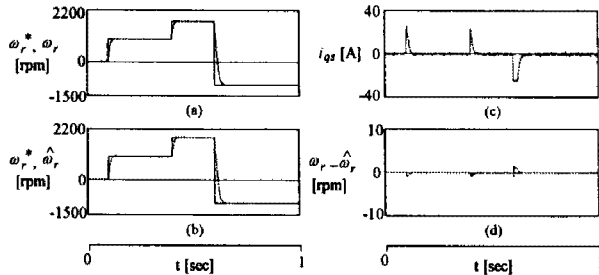 2200
ω_r*, ω_r
0
[rpm]
-1500
(a)
40
i_qs [A]
0
-40
(c)
2200
ω_r*, ω̂_r
0
[rpm]
-1500
(b)
10
ω_r - ω̂_r
0
[rpm]
-10
(d)
0
1
t [sec]
0
t [sec]